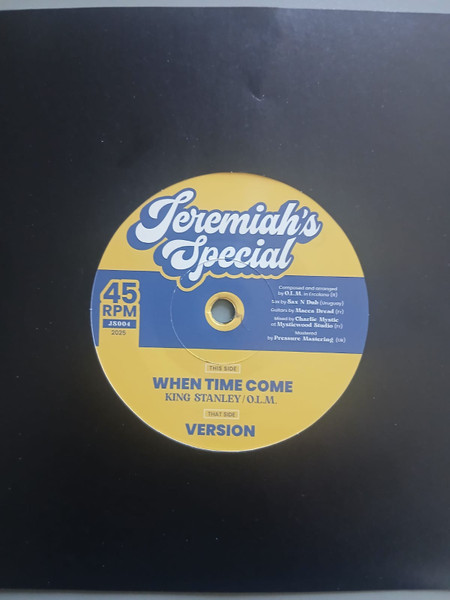 Jeremiah's
Special
45
RPM
JS004
2025
Composed and arranged
by O.L.M. in Ercolano (It)
Sax by Sax N Dub (Uruguay)
Guitars by Macca Dread (Fr)
Mixed by Charlie Mystic
at Mysticwood Studio (Fr)
Mastered
by Pressure Mastering (UK)
THIS SIDE
WHEN TIME COME
KING STANLEY / O.L.M.
THAT SIDE
VERSION